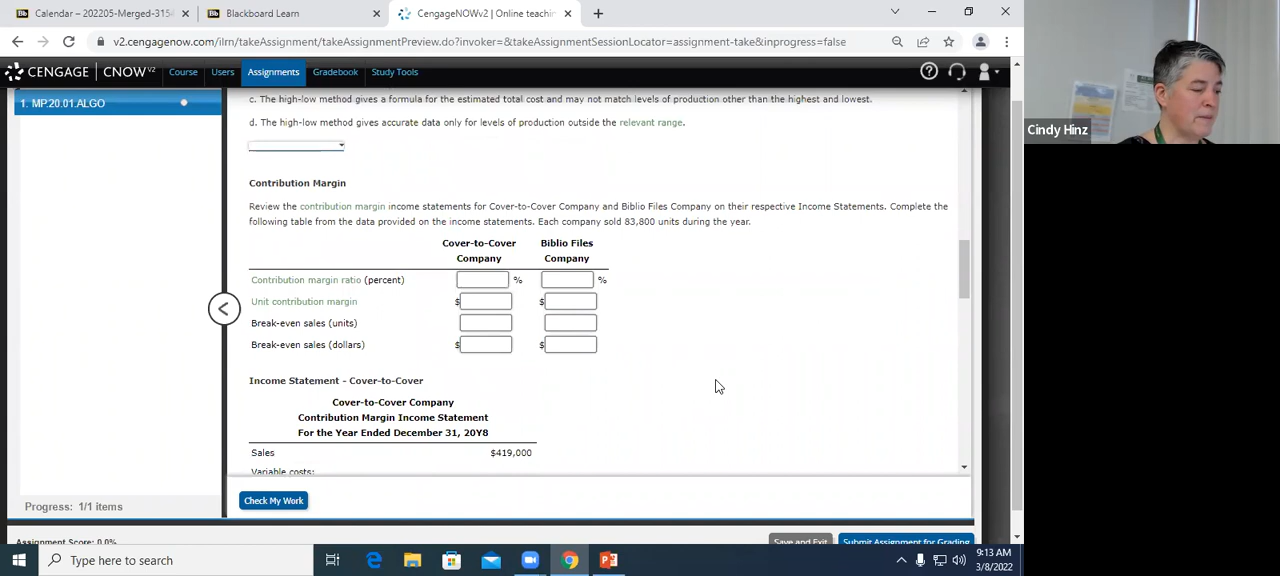 Calendar – 202205-Merged-315
Blackboard Learn
CengageNOWv2 | Online teachin
v2.cengagenow.com/ilrn/takeAssignment/takeAssignmentPreview.do?invoker=&takeAssignmentSessionLocator=assignment-take&inprogress=false
CENGAGE | CNOWv2 Course Users Assignments Gradebook Study Tools
1. MP.20.01.ALGO
c. The high-low method gives a formula for the estimated total cost and may not match levels of production other than the highest and lowest.
d. The high-low method gives accurate data only for levels of production outside the relevant range.
Cindy Hinz
Contribution Margin
Review the contribution margin income statements for Cover-to-Cover Company and Biblio Files Company on their respective Income Statements. Complete the
following table from the data provided on the income statements. Each company sold 83,800 units during the year.
Cover-to-Cover Biblio Files
Company Company
Contribution margin ratio (percent) % %
Unit contribution margin $ $
Break-even sales (units)
Break-even sales (dollars) $ $
Income Statement - Cover-to-Cover
Cover-to-Cover Company
Contribution Margin Income Statement
For the Year Ended December 31, 20Y8
Sales $419,000
Variable costs:
Check My Work
Progress: 1/1 items
Assignment Score: 0.0%
Save and Exit Submit Assignment for Grading
Type here to search
9:13 AM
3/8/2022